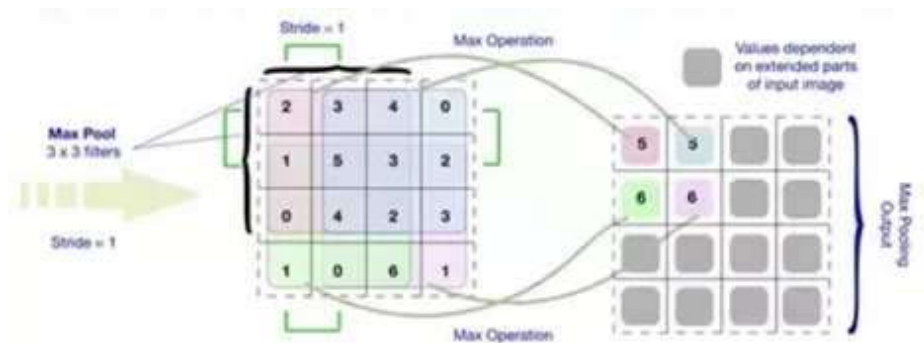 Stride = 1
Max Operation
Values dependent
on extended parts
of input image
Max Pool
3 x 3 filters
2 3 4 0
1 5 3 2
0 4 2 3
1 0 6 1
5 5
6 6
Stride = 1
Max Pooling
Output
Max Operation